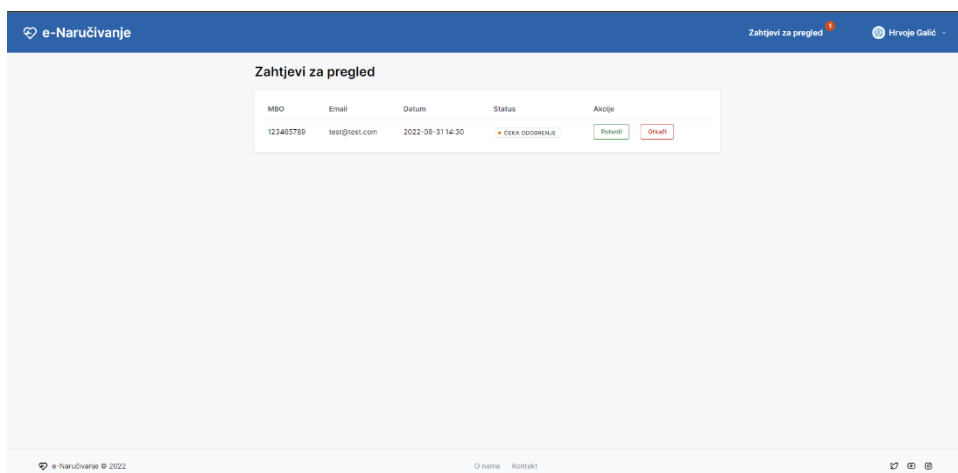 e-Naručivanje
Zahtjevi za pregled 1 Hrvoje Galić
Zahtjevi za pregled
MBO Email Datum Status Akcije
123465789 test@test.com 2022-08-31 14:30 ČEKA ODOBRENJE Potvrdi Otkaži
e-Naručivanje © 2022 O nama Kontakt